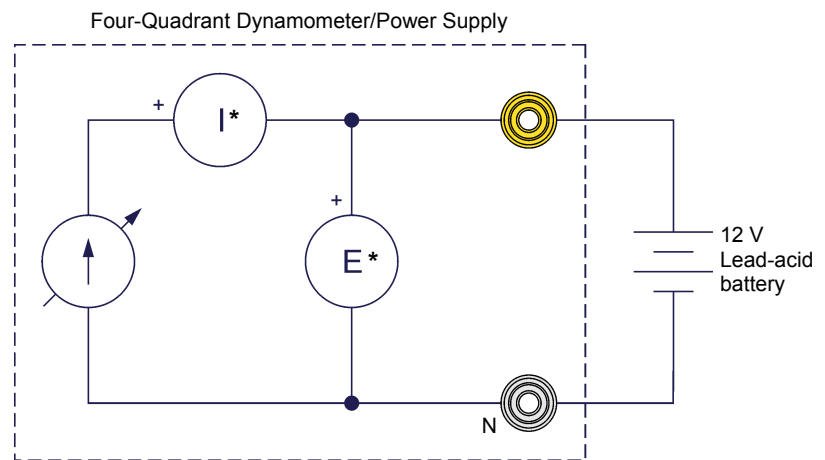 Four-Quadrant Dynamometer/Power Supply
+
I*
+
E*
12 V
Lead-acid
battery
N